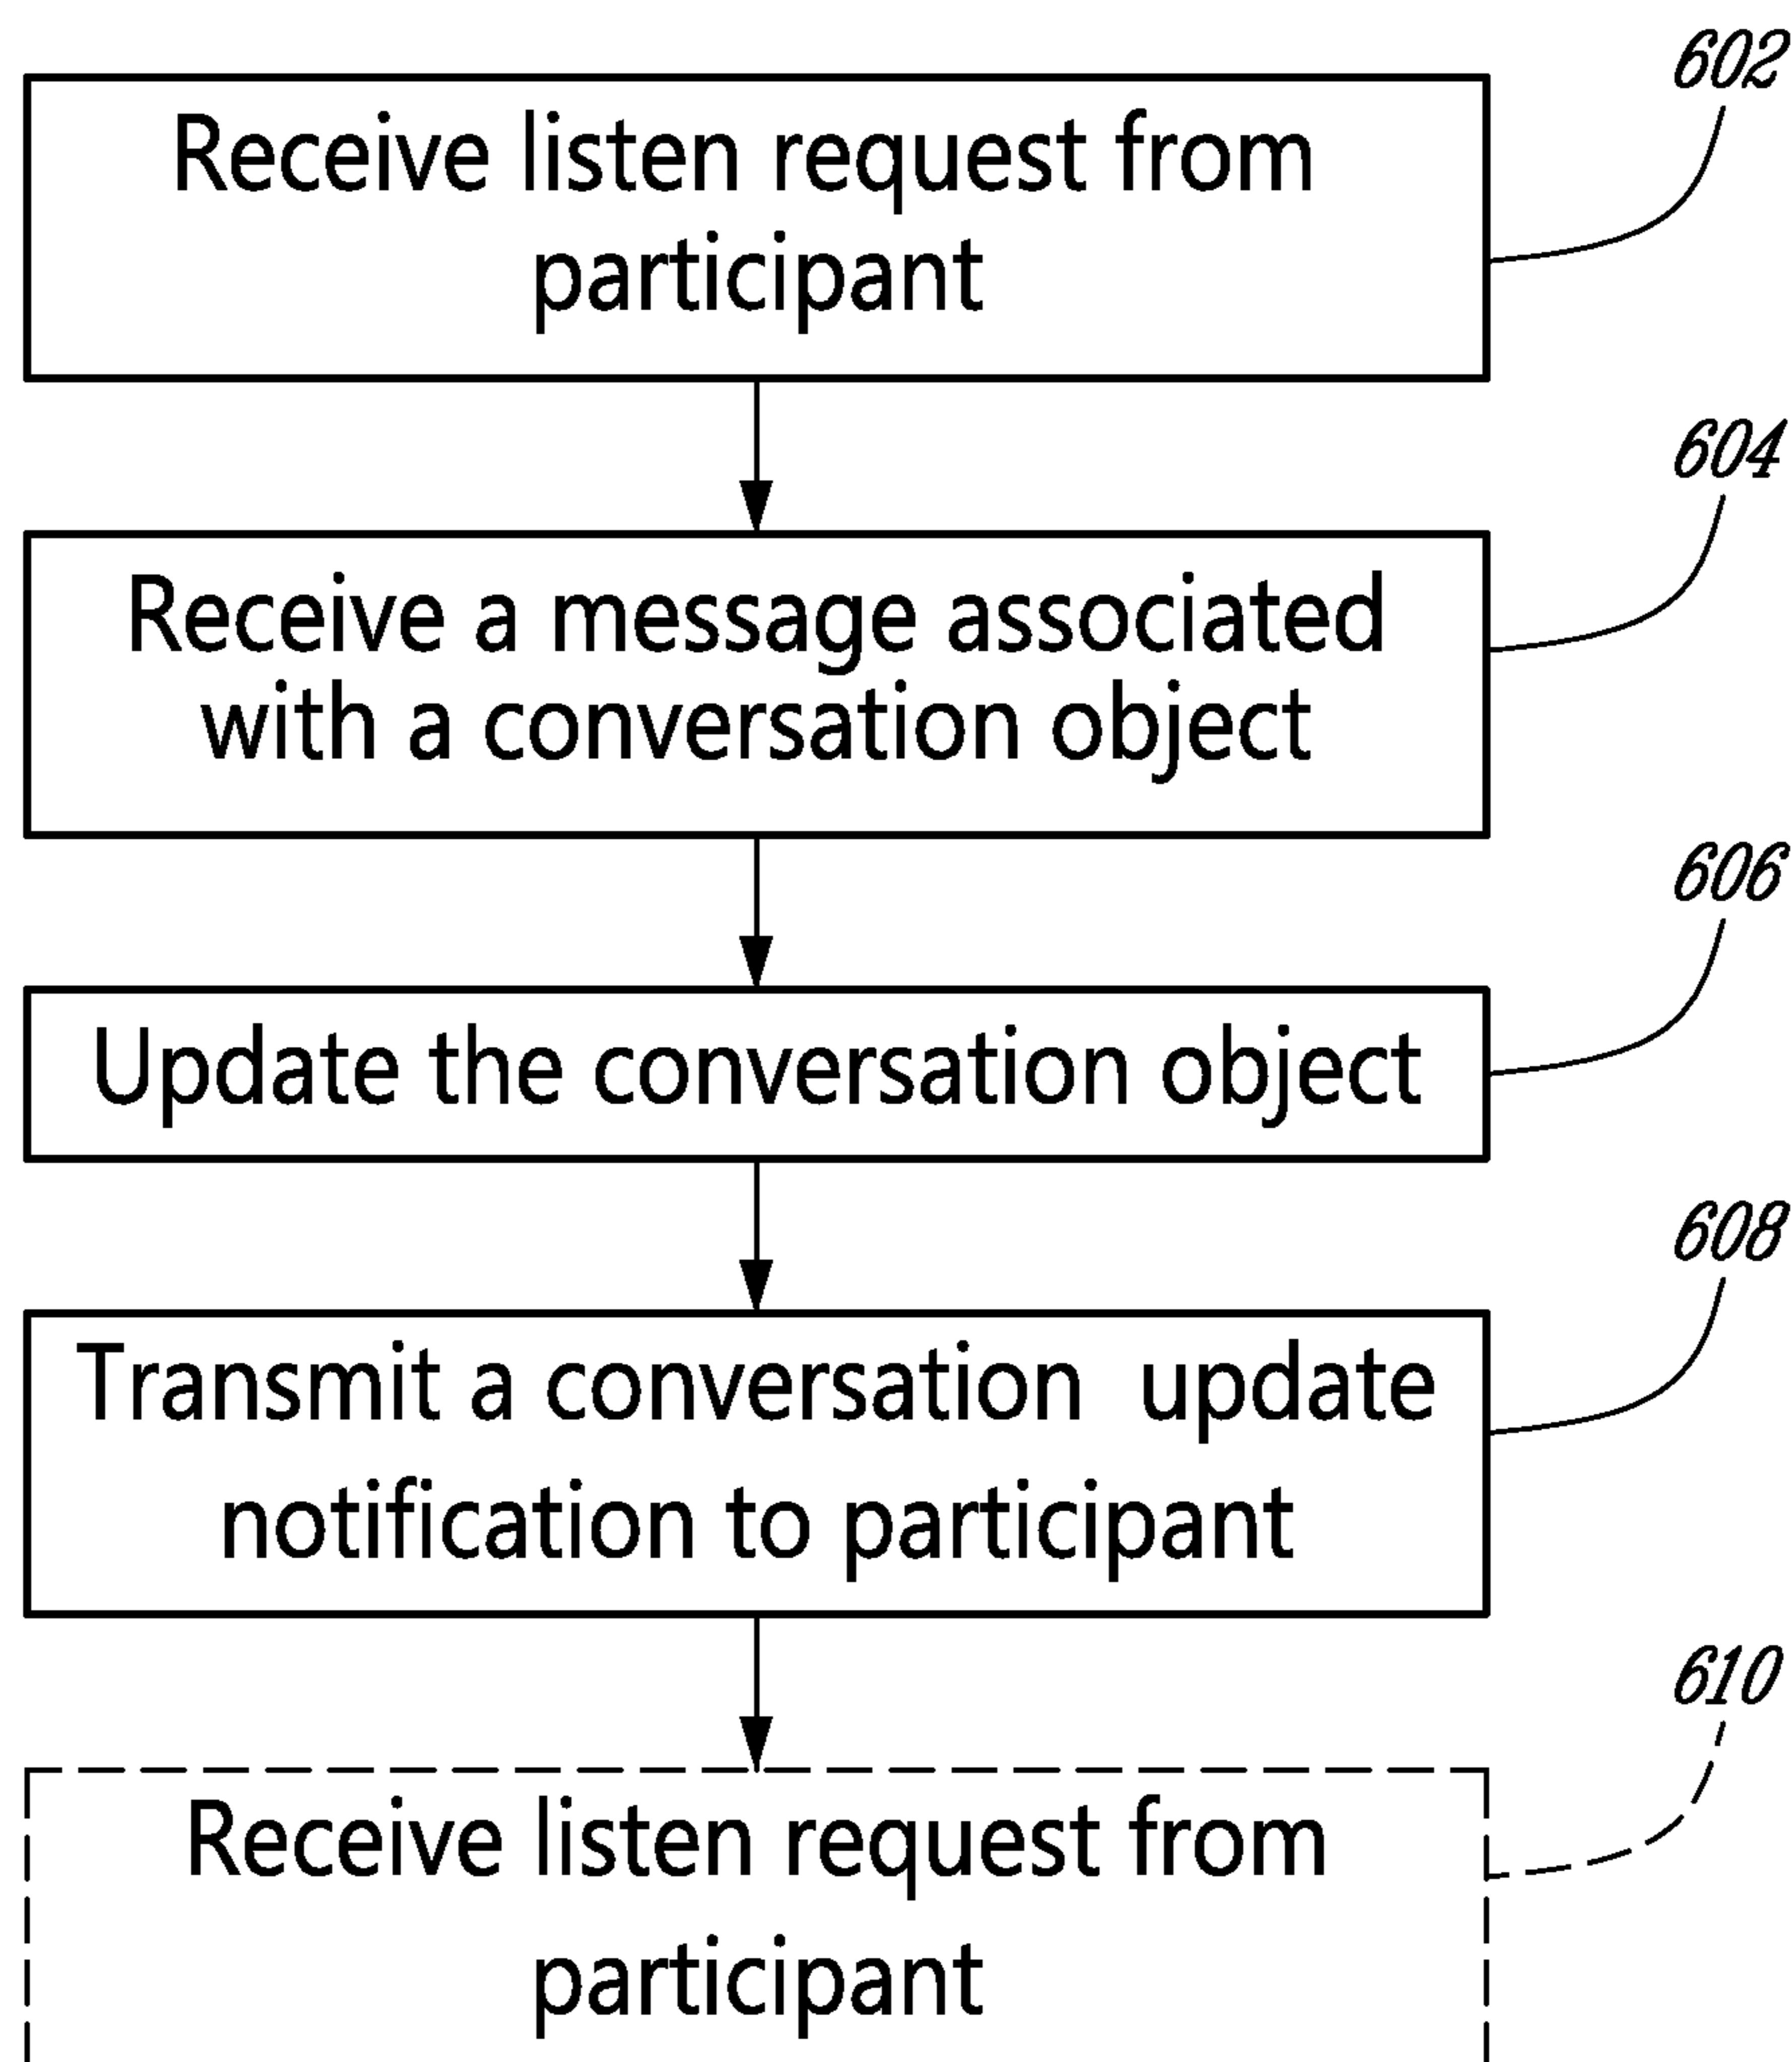 602
Receive listen request from
participant
604
Receive a message associated
with a conversation object
606
Update the conversation object
608
Transmit a conversation update
notification to participant
610
Receive listen request from
participant